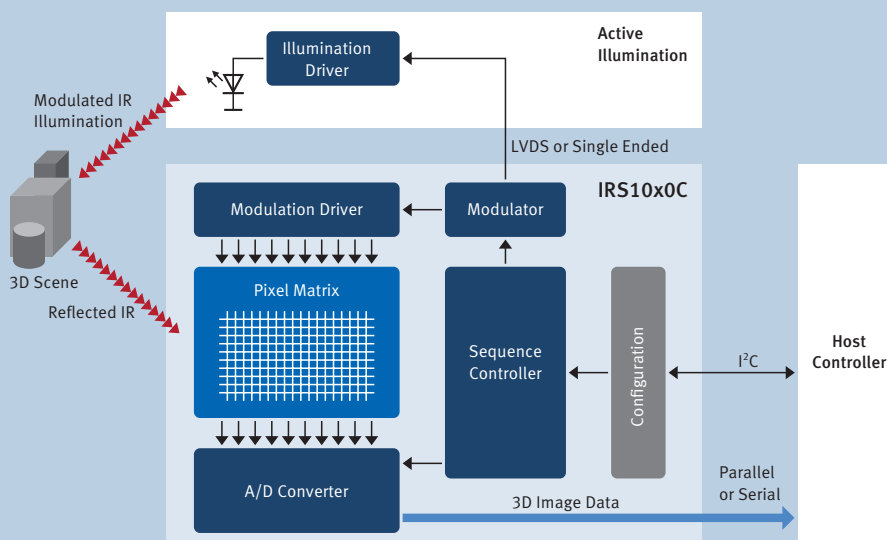 Active
Illumination
Illumination
Driver
Modulated IR
Illumination
LVDS or Single Ended
IRS10x0C
Modulation Driver
Modulator
3D Scene
Reflected IR
Pixel Matrix
Sequence
Controller
Configuration
I²C
Host
Controller
A/D Converter
3D Image Data
Parallel
or Serial